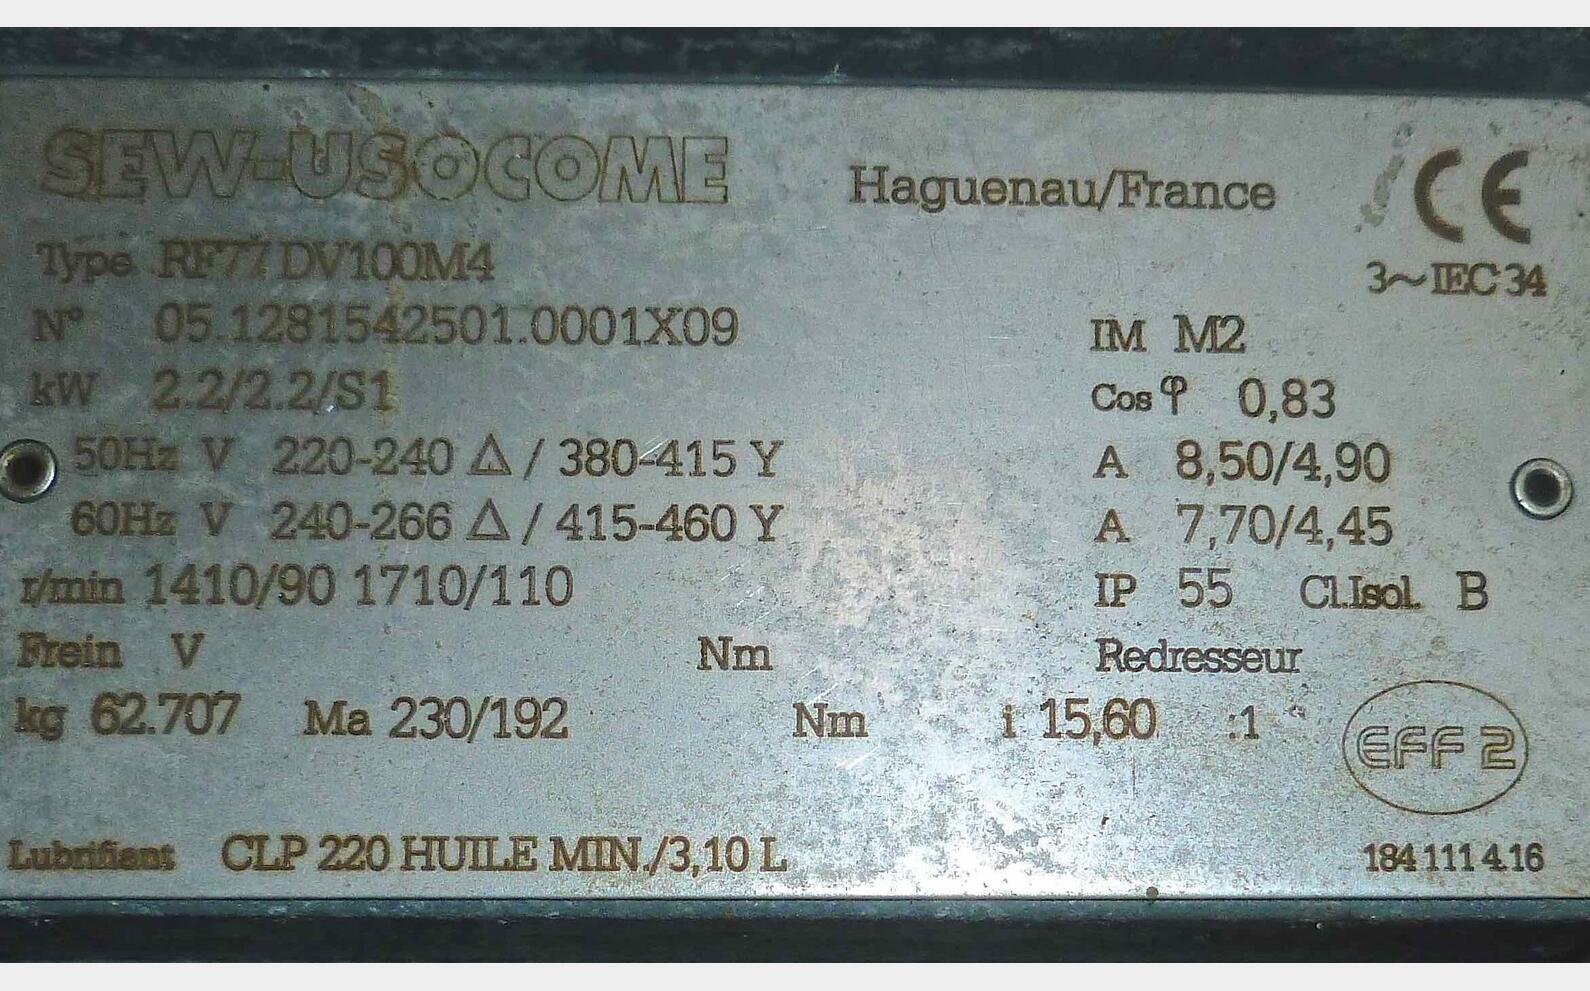 SEW-USOCOME Haguenau/France CE
Type RF77 DV100M4 3~IEC 34
N° 05.1281542501.0001X09 IM M2
kW 2.2/2.2/S1 Cos φ 0,83
50Hz V 220-240 △ / 380-415 Y A 8,50/4,90
60Hz V 240-266 △ / 415-460 Y A 7,70/4,45
r/min 1410/90 1710/110 IP 55 Cl.Isol. B
Frein V Nm Redresseur
kg 62.707 Ma 230/192 Nm i 15,60 :1
EFF 2
Lubrifiant CLP 220 HUILE MIN./3,10 L 184 111 4.16